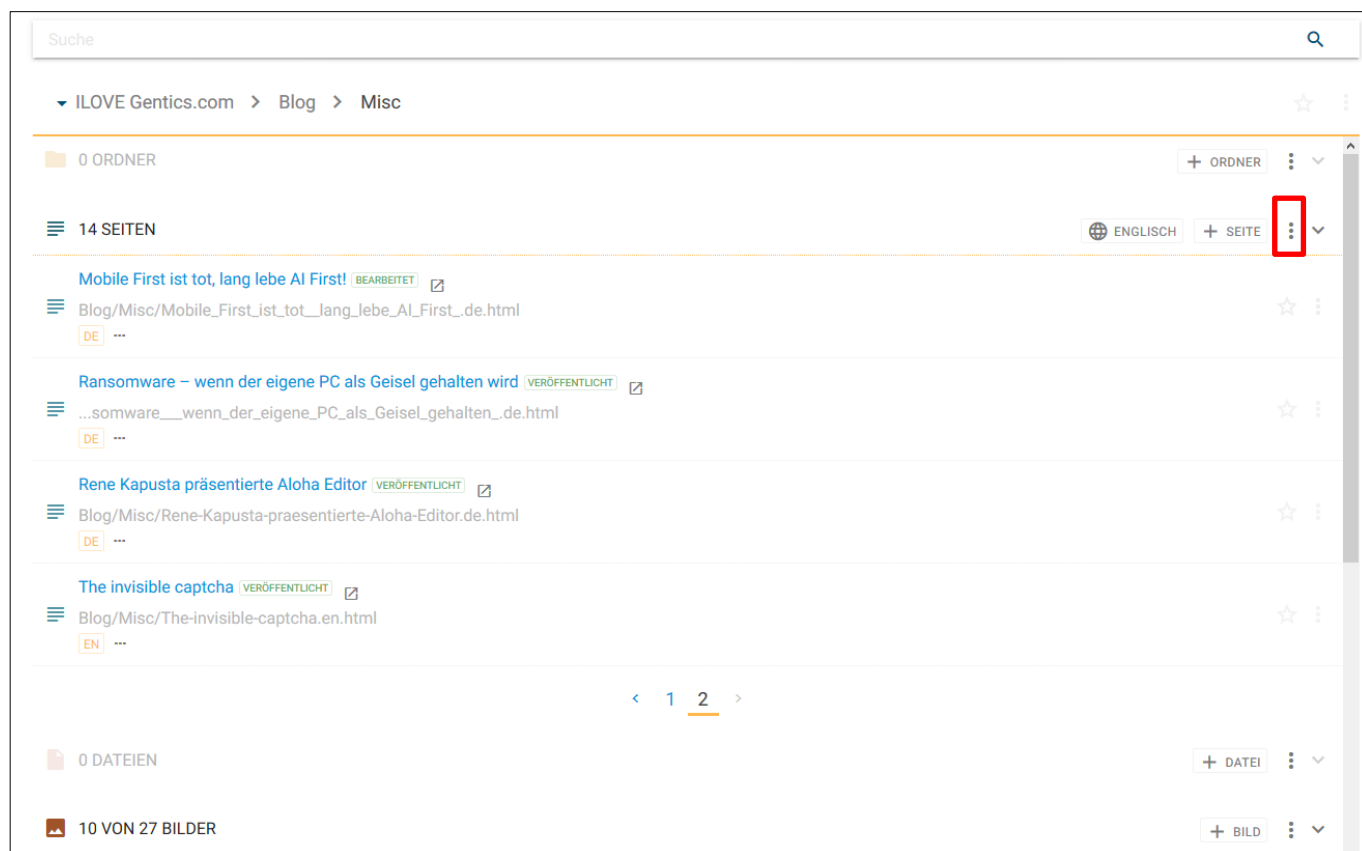 Suche
ILOVE Gentics.com > Blog > Misc
0 ORDNER + ORDNER
14 SEITEN ENGLISCH + SEITE
Mobile First ist tot, lang lebe AI First! BEARBEITET
Blog/Misc/Mobile_First_ist_tot__lang_lebe_AI_First_.de.html
DE ---
Ransomware – wenn der eigene PC als Geisel gehalten wird VERÖFFENTLICHT
...somware___wenn_der_eigene_PC_als_Geisel_gehalten_.de.html
DE ---
Rene Kapusta präsentierte Aloha Editor VERÖFFENTLICHT
Blog/Misc/Rene-Kapusta-praesentierte-Aloha-Editor.de.html
DE ---
The invisible captcha VERÖFFENTLICHT
Blog/Misc/The-invisible-captcha.en.html
EN ---
< 1 2 >
0 DATEIEN + DATEI
10 VON 27 BILDER + BILD